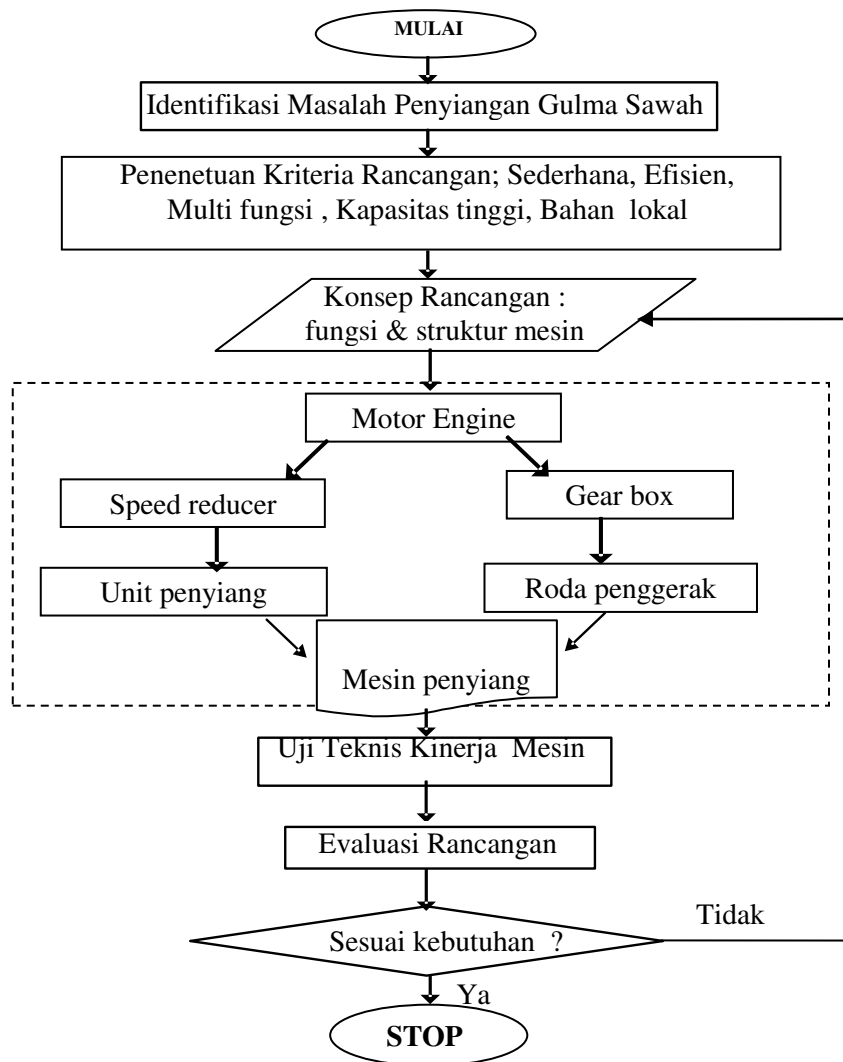 MULAI
Identifikasi Masalah Penyiangan Gulma Sawah
Penenetuan Kriteria Rancangan; Sederhana, Efisien,
Multi fungsi , Kapasitas tinggi, Bahan lokal
Konsep Rancangan :
fungsi & struktur mesin
Motor Engine
Speed reducer
Gear box
Unit penyiang
Roda penggerak
Mesin penyiang
Uji Teknis Kinerja Mesin
Evaluasi Rancangan
Tidak
Sesuai kebutuhan ?
Ya
STOP